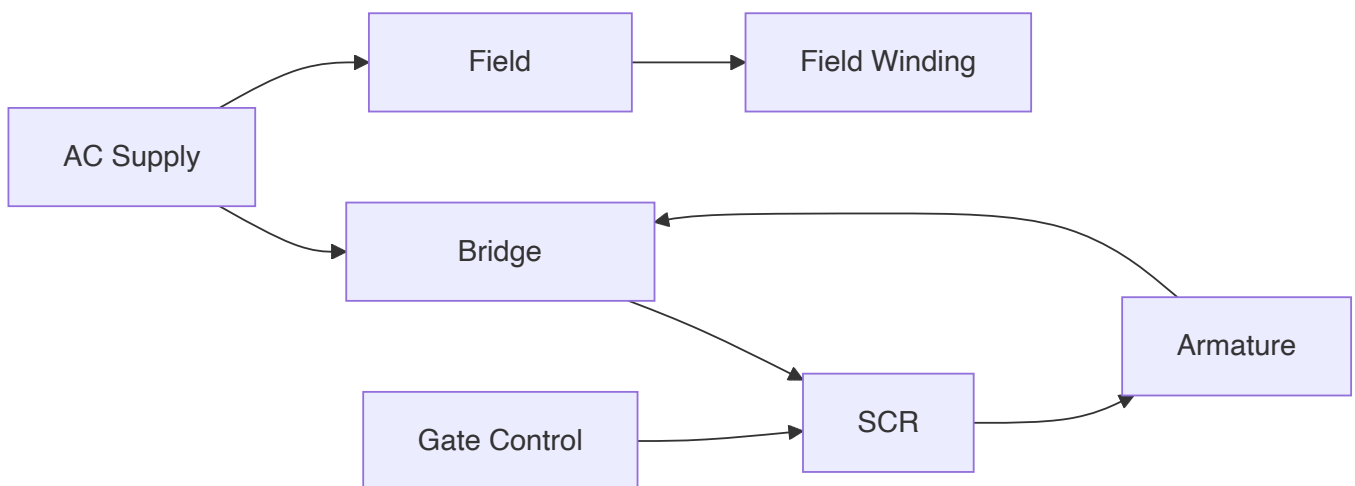 Field
Field Winding
AC Supply
Bridge
Armature
SCR
Gate Control